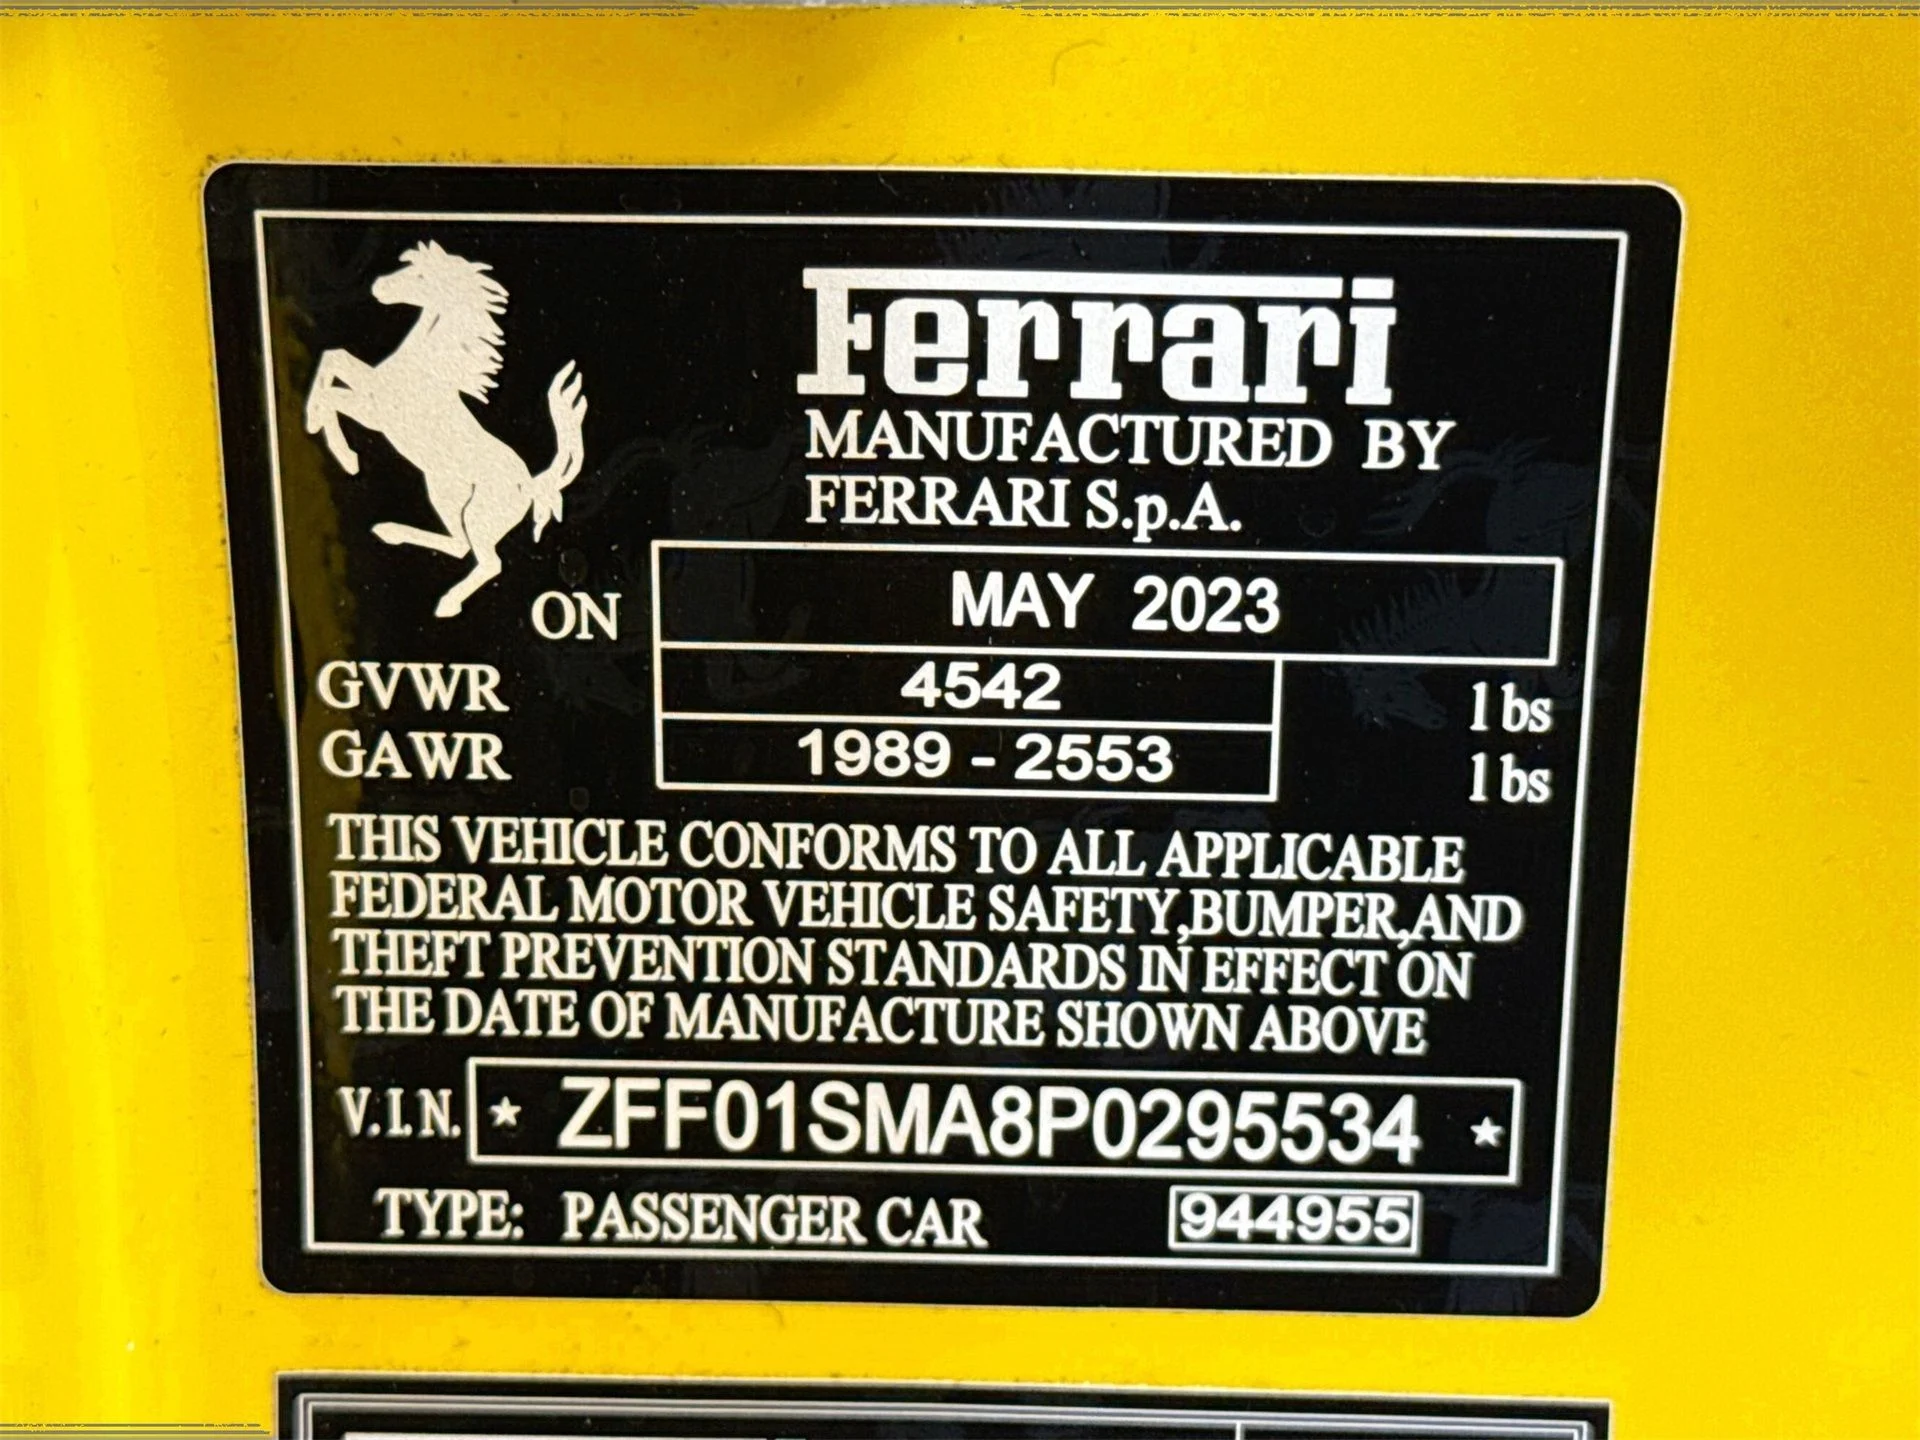 Ferrari
MANUFACTURED BY
FERRARI S.p.A.
ON MAY 2023
GVWR 4542 lbs
GAWR 1989 - 2553 lbs
THIS VEHICLE CONFORMS TO ALL APPLICABLE
FEDERAL MOTOR VEHICLE SAFETY,BUMPER,AND
THEFT PREVENTION STANDARDS IN EFFECT ON
THE DATE OF MANUFACTURE SHOWN ABOVE
V.I.N. ★ ZFF01SMA8P0295534 ★
TYPE: PASSENGER CAR 944955